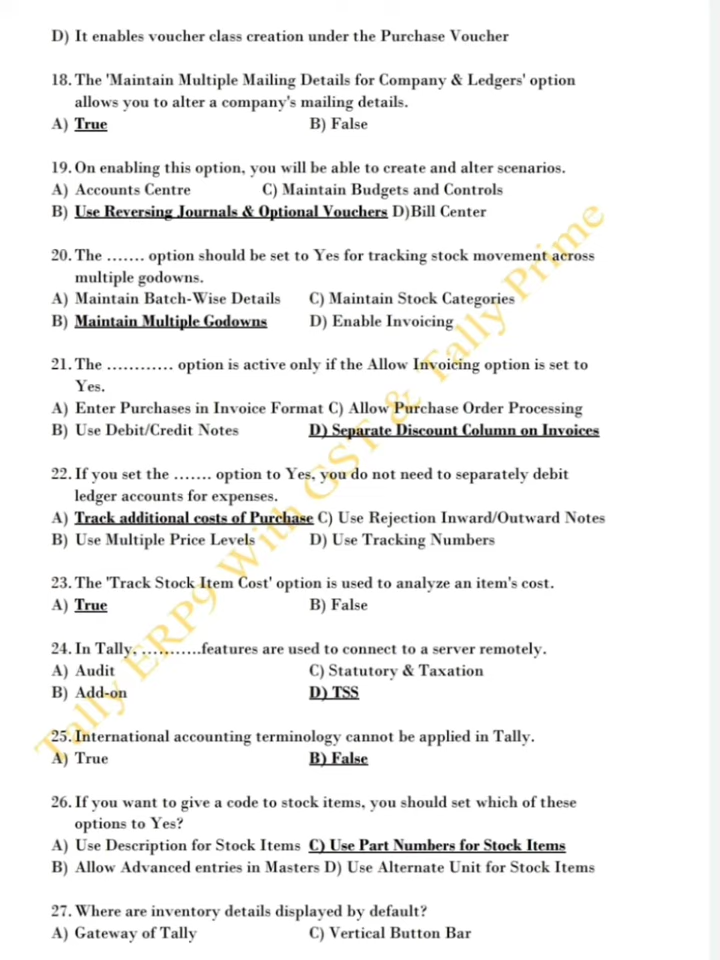 D) It enables voucher class creation under the Purchase Voucher
18. The 'Maintain Multiple Mailing Details for Company & Ledgers' option
allows you to alter a company's mailing details.
A) True B) False
19. On enabling this option, you will be able to create and alter scenarios.
A) Accounts Centre C) Maintain Budgets and Controls
B) Use Reversing Journals & Optional Vouchers D)Bill Center
20. The ....... option should be set to Yes for tracking stock movement across
multiple godowns.
A) Maintain Batch-Wise Details C) Maintain Stock Categories
B) Maintain Multiple Godowns D) Enable Invoicing
21. The ............ option is active only if the Allow Invoicing option is set to
Yes.
A) Enter Purchases in Invoice Format C) Allow Purchase Order Processing
B) Use Debit/Credit Notes D) Separate Discount Column on Invoices
22. If you set the ....... option to Yes, you do not need to separately debit
ledger accounts for expenses.
A) Track additional costs of Purchase C) Use Rejection Inward/Outward Notes
B) Use Multiple Price Levels D) Use Tracking Numbers
23. The 'Track Stock Item Cost' option is used to analyze an item's cost.
A) True B) False
24. In Tally, ...........features are used to connect to a server remotely.
A) Audit C) Statutory & Taxation
B) Add-on D) TSS
25. International accounting terminology cannot be applied in Tally.
A) True B) False
26. If you want to give a code to stock items, you should set which of these
options to Yes?
A) Use Description for Stock Items C) Use Part Numbers for Stock Items
B) Allow Advanced entries in Masters D) Use Alternate Unit for Stock Items
27. Where are inventory details displayed by default?
A) Gateway of Tally C) Vertical Button Bar
Tally ERP9 With GST & Tally Prime